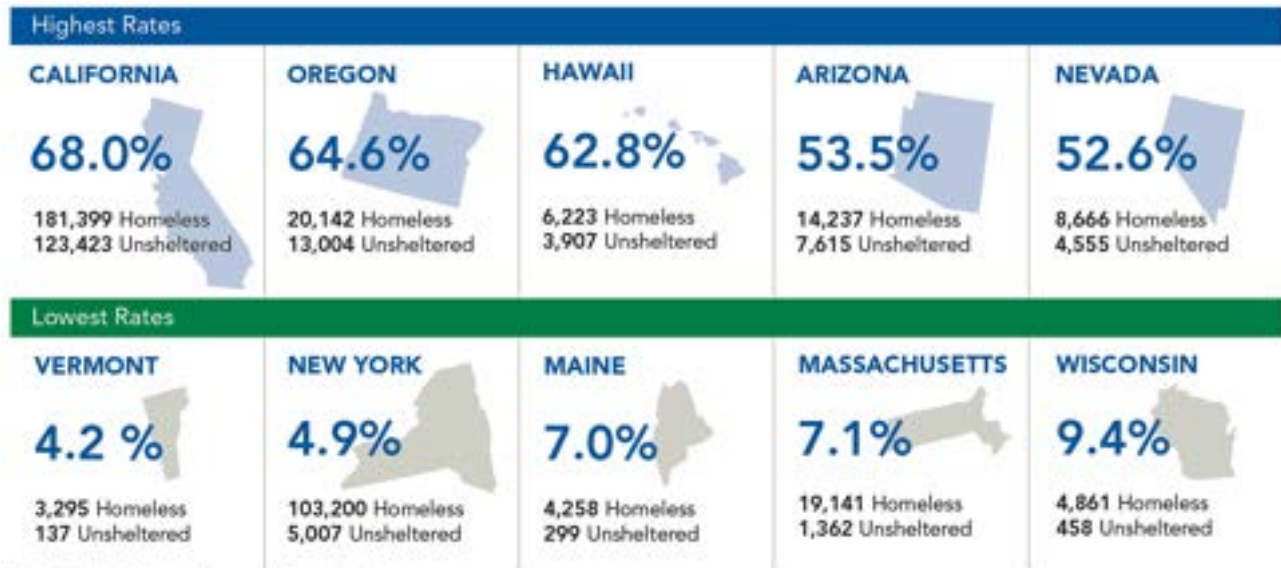 Highest Rates
CALIFORNIA
68.0%
181,399 Homeless
123,423 Unsheltered
OREGON
64.6%
20,142 Homeless
13,004 Unsheltered
HAWAII
62.8%
6,223 Homeless
3,907 Unsheltered
ARIZONA
53.5%
14,237 Homeless
7,615 Unsheltered
NEVADA
52.6%
8,666 Homeless
4,555 Unsheltered
Lowest Rates
VERMONT
4.2 %
3,295 Homeless
137 Unsheltered
NEW YORK
4.9%
103,200 Homeless
5,007 Unsheltered
MAINE
7.0%
4,258 Homeless
299 Unsheltered
MASSACHUSETTS
7.1%
19,141 Homeless
1,362 Unsheltered
WISCONSIN
9.4%
4,861 Homeless
458 Unsheltered